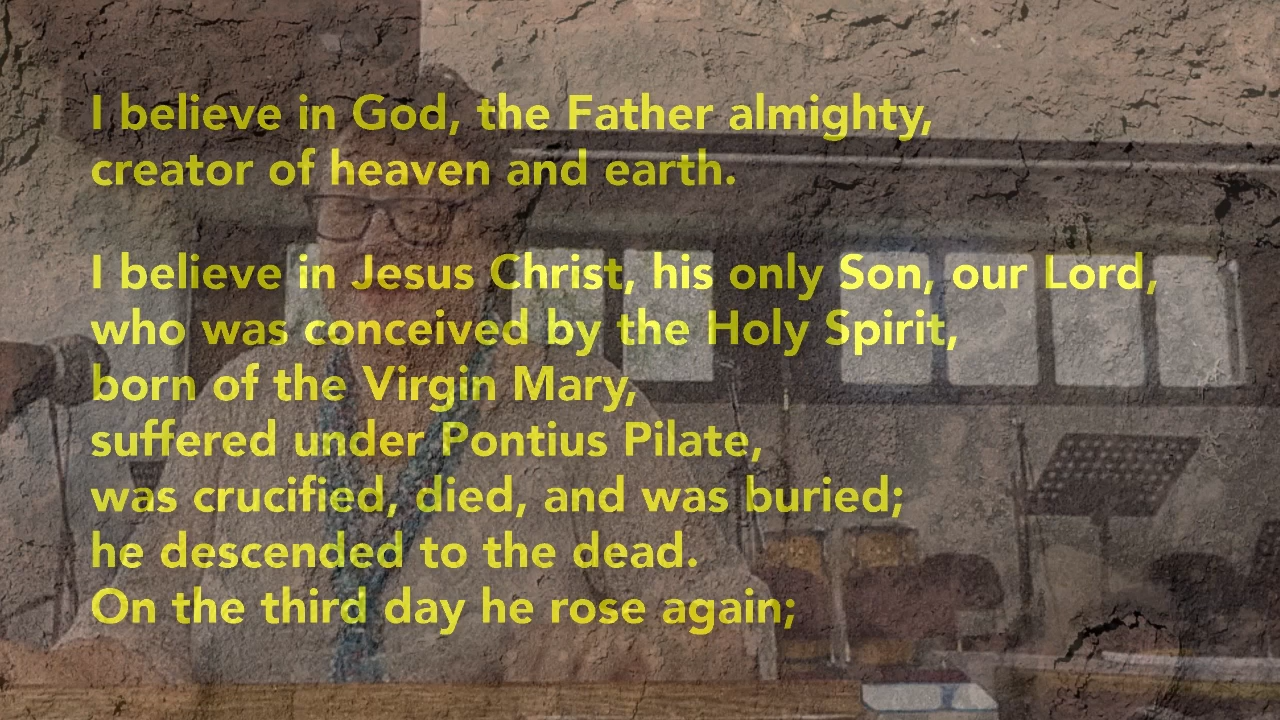 I believe in God, the Father almighty,
creator of heaven and earth.
I believe in Jesus Christ, his only Son, our Lord,
who was conceived by the Holy Spirit,
born of the Virgin Mary,
suffered under Pontius Pilate,
was crucified, died, and was buried;
he descended to the dead.
On the third day he rose again;